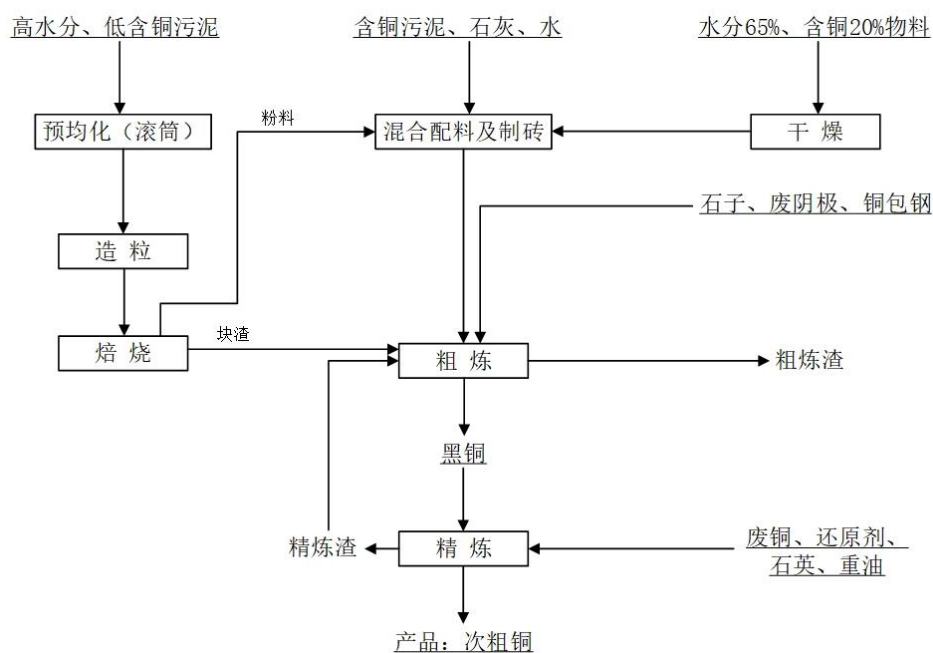 高水分、低含铜污泥
含铜污泥、石灰、水
水分65%、含铜20%物料
预均化（滚筒）
粉料
混合配料及制砖
干 燥
石子、废阴极、铜包钢
造 粒
焙 烧
块渣
粗 炼
粗炼渣
黑铜
精炼渣
精 炼
废铜、还原剂、
石英、重油
产品：次粗铜